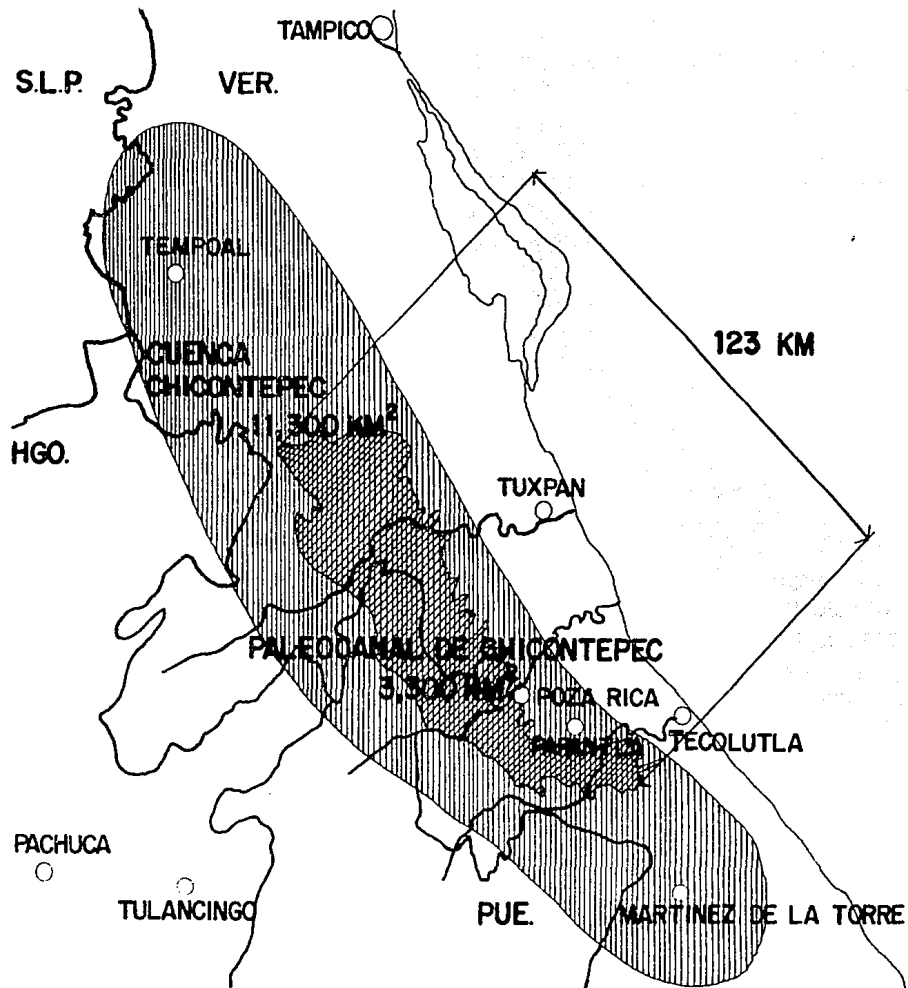 TAMPICO
S.L.P.
VER.
TEMPOAL
123 KM
CUENCA
CHICONTEPEC
11,300 KM²
HGO.
TUXPAN
PALEOCANAL DE CHICONTEPEC
3,300 KM²
POZA RICA
PAPANTLA
TECOLUTLA
PACHUCA
TULANCINGO
PUE.
MARTINEZ DE LA TORRE